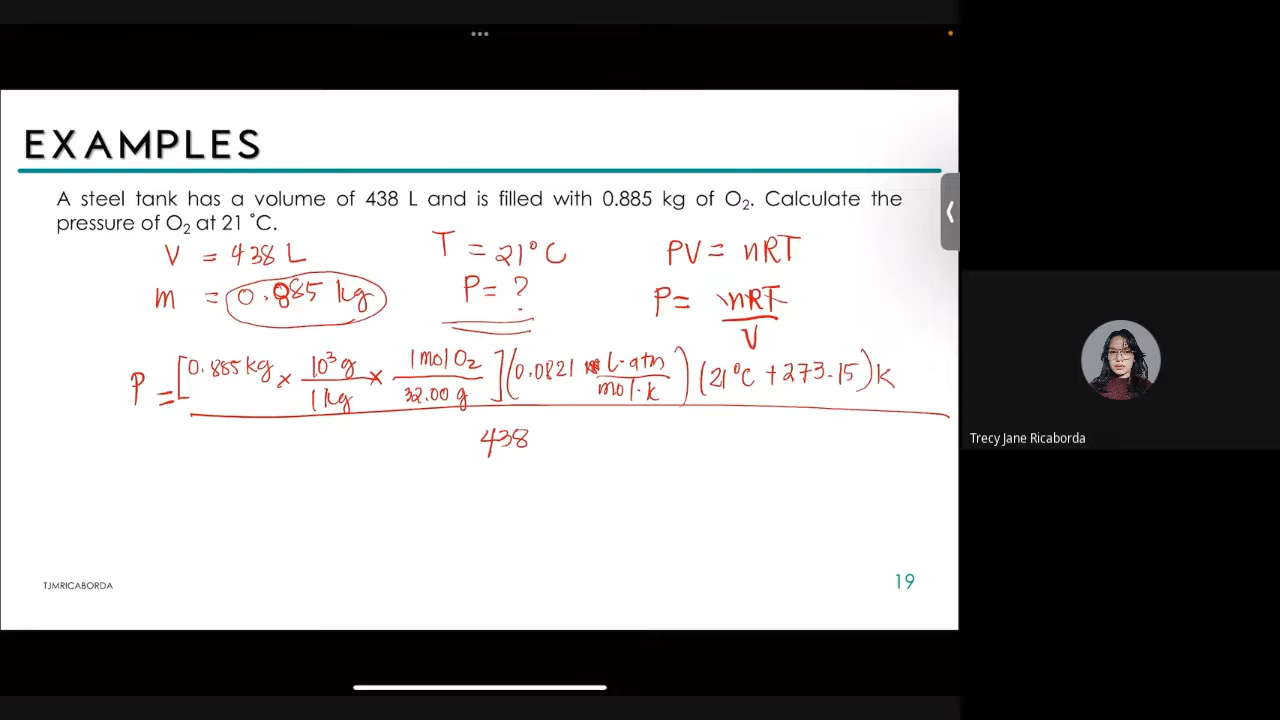 EXAMPLES
A steel tank has a volume of 438 L and is filled with 0.885 kg of O₂. Calculate the
pressure of O₂ at 21 ˚C.
V = 438 L
T = 21°C
PV = nRT
m = 0.885 kg
P = ?
P = nRT / V
P = [0.885 kg × 10³ g / 1 kg × 1 mol O₂ / 32.00 g] (0.0821 L·atm / mol·K) (21°C + 273.15) K
438
TJMRICABORDA
19
Trecy Jane Ricaborda